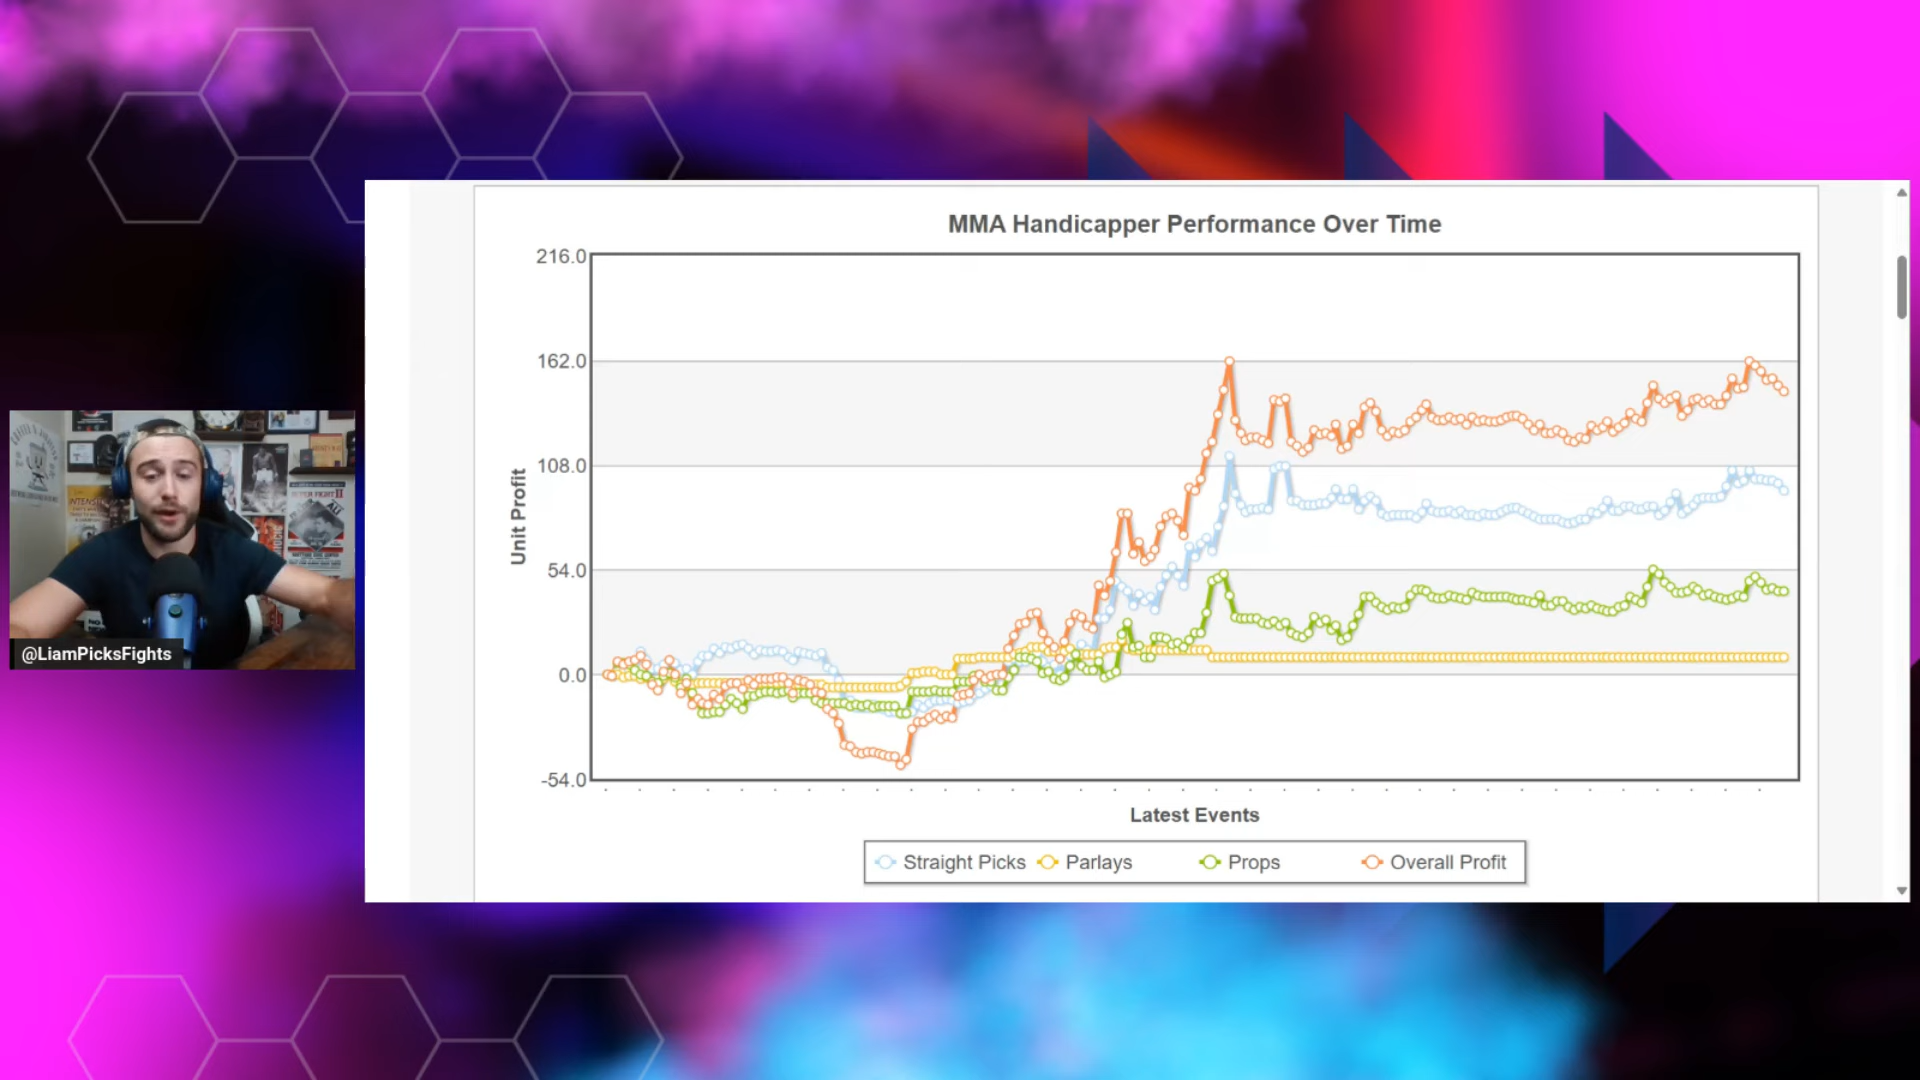 MMA Handicapper Performance Over Time
216.0
162.0
108.0
54.0
0.0
-54.0
Unit Profit
Latest Events
Straight Picks
Parlays
Props
Overall Profit
@LiamPicksFights